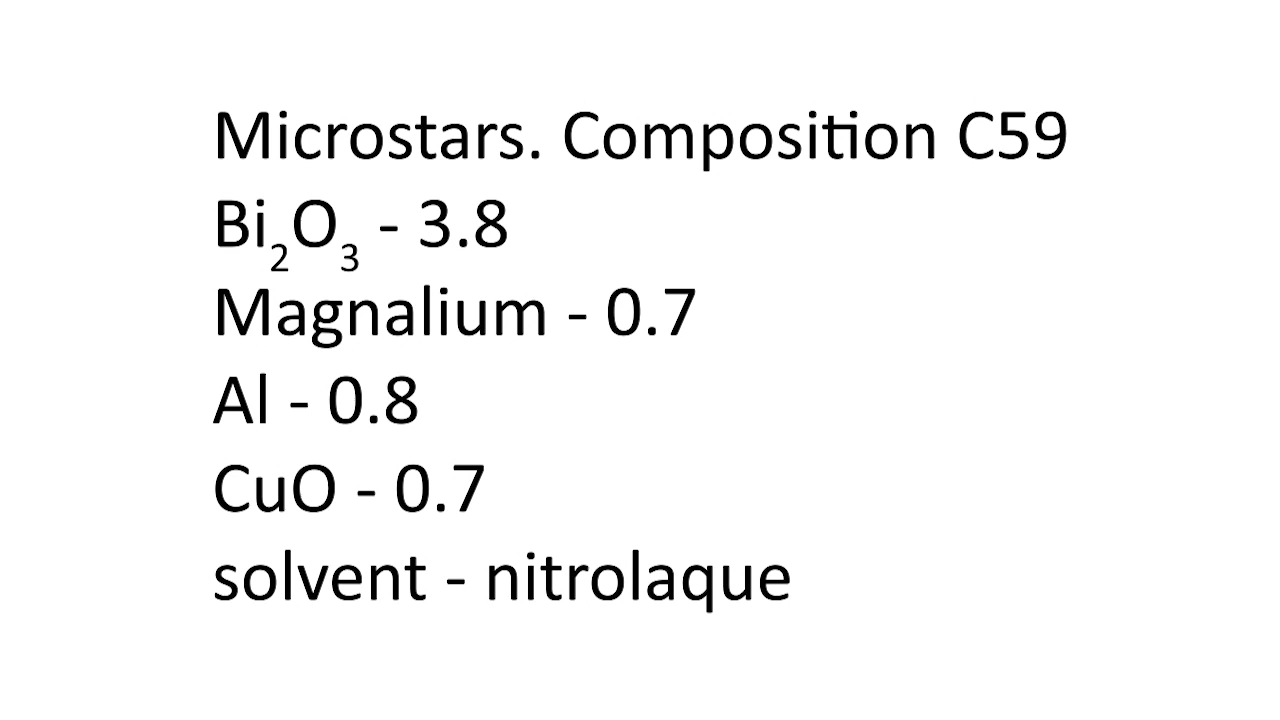 Microstars. Composition C59
Bi₂O₃ - 3.8
Magnalium - 0.7
Al - 0.8
CuO - 0.7
solvent - nitrolaque